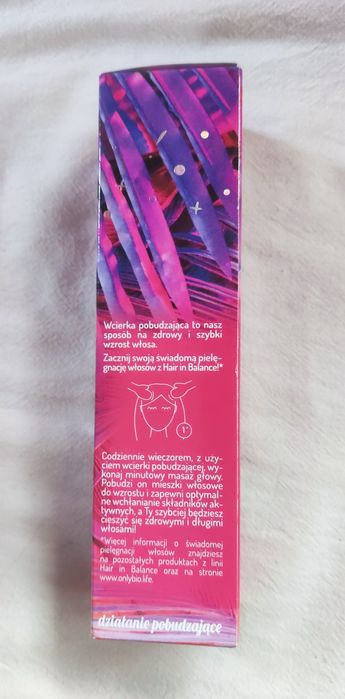 Wcierka pobudzająca to nasz
sposób na zdrowy i szybki
wzrost włosa.
Zacznij swoją świadomą pielę-
gnację włosów z Hair in Balance!*
1'
Codziennie wieczorem, z uży-
ciem wcierki pobudzającej, wy-
konaj minutowy masaż głowy.
Pobudzi on mieszki włosowe
do wzrostu i zapewni optymal-
ne wchłanianie składników ak-
tywnych, a Ty szybciej będziesz
cieszyć się zdrowymi i długimi
włosami!
*Więcej informacji o świadomej
pielęgnacji włosów znajdziesz
na pozostałych produktach z linii
Hair in Balance oraz na stronie
www.onlybio.life.
działanie pobudzające